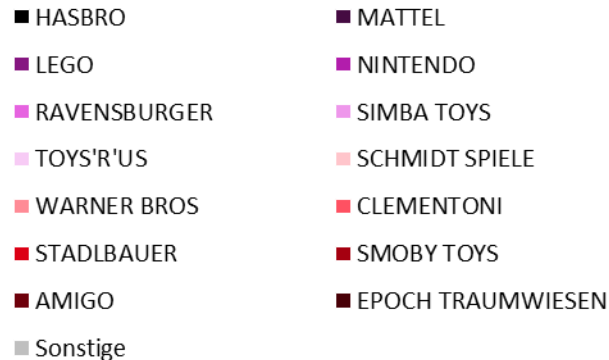 HASBRO MATTEL
LEGO NINTENDO
RAVENSBURGER SIMBA TOYS
TOYS'R'US SCHMIDT SPIELE
WARNER BROS CLEMENTONI
STADLBAUER SMOBY TOYS
AMIGO EPOCH TRAUMWIESEN
Sonstige